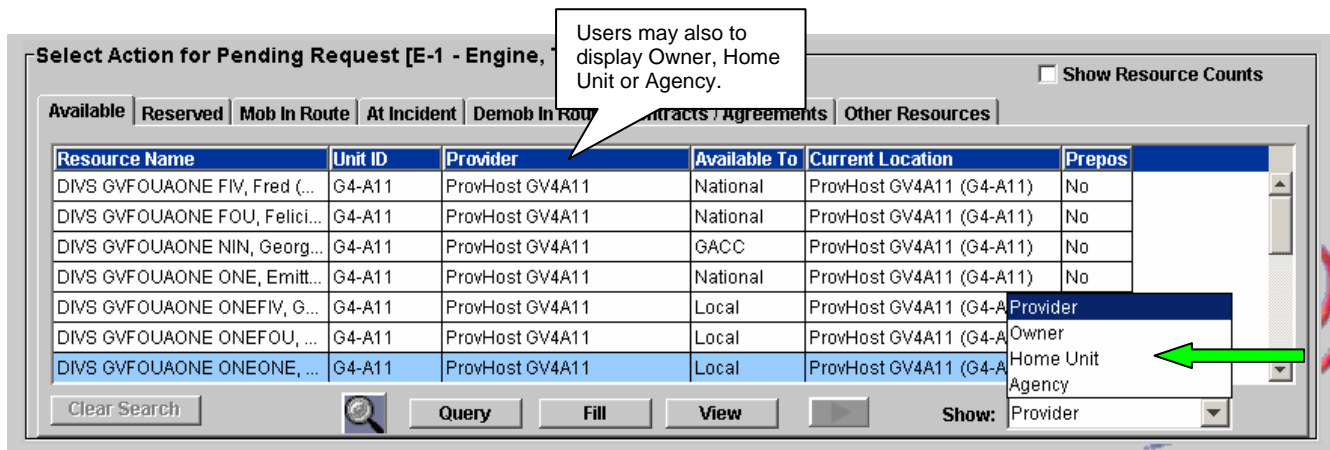 Users may also to
display Owner, Home
Unit or Agency.
Select Action for Pending Request [E-1 - Engine,
Show Resource Counts
Available Reserved Mob In Route At Incident Demob In Rou ntracts / Agreements Other Resources
Resource Name Unit ID Provider Available To Current Location Prepos
DIVS GVFOUAONE FIV, Fred (... G4-A11 ProvHost GV4A11 National ProvHost GV4A11 (G4-A11) No
DIVS GVFOUAONE FOU, Felici... G4-A11 ProvHost GV4A11 National ProvHost GV4A11 (G4-A11) No
DIVS GVFOUAONE NIN, Georg... G4-A11 ProvHost GV4A11 GACC ProvHost GV4A11 (G4-A11) No
DIVS GVFOUAONE ONE, Emitt... G4-A11 ProvHost GV4A11 National ProvHost GV4A11 (G4-A11) No
DIVS GVFOUAONE ONEFIV, G... G4-A11 ProvHost GV4A11 Local ProvHost GV4A11 (G4-A
DIVS GVFOUAONE ONEFOU, ... G4-A11 ProvHost GV4A11 Local ProvHost GV4A11 (G4-A
DIVS GVFOUAONE ONEONE, ... G4-A11 ProvHost GV4A11 Local ProvHost GV4A11 (G4-A
Provider
Owner
Home Unit
Agency
Clear Search Query Fill View Show: Provider